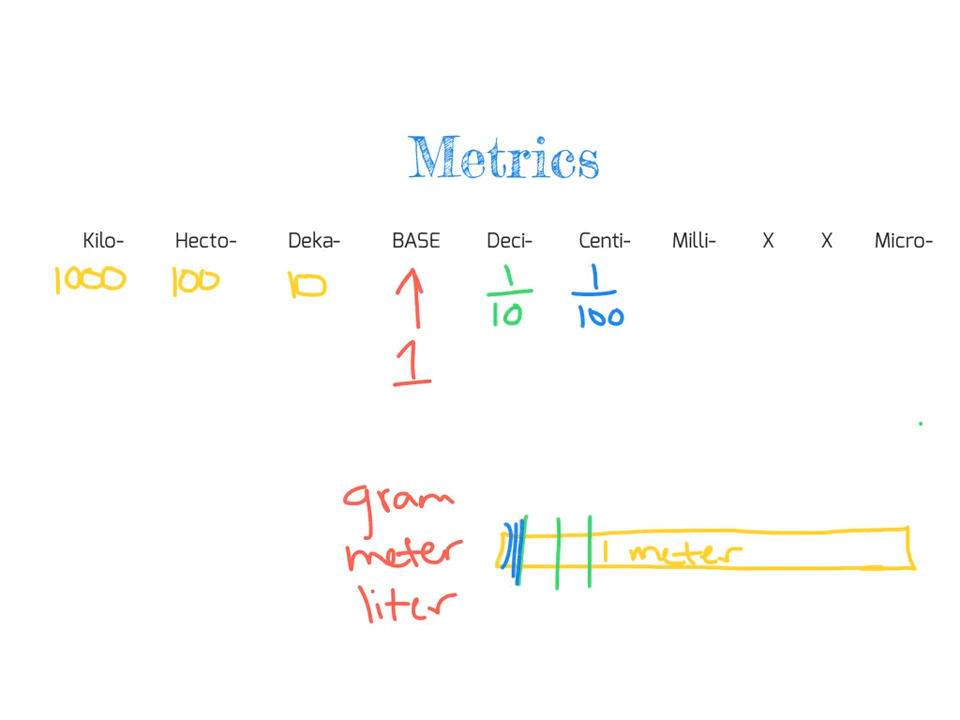 Metrics
Kilo- Hecto- Deka- BASE Deci- Centi- Milli- X X Micro-
1000 100 10 1/10 1/100
1
gram
meter 1 meter
liter